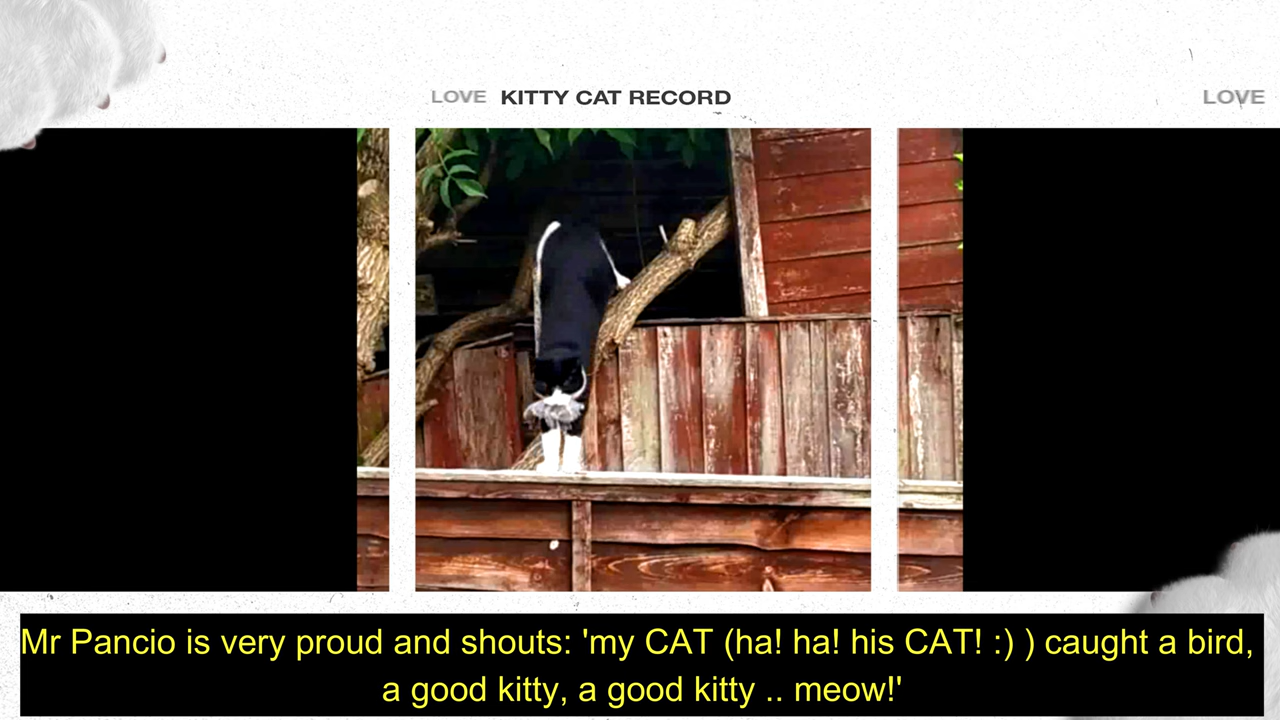 LOVE KITTY CAT RECORD LOVE
Mr Pancio is very proud and shouts: 'my CAT (ha! ha! his CAT! :) ) caught a bird,
a good kitty, a good kitty .. meow!'